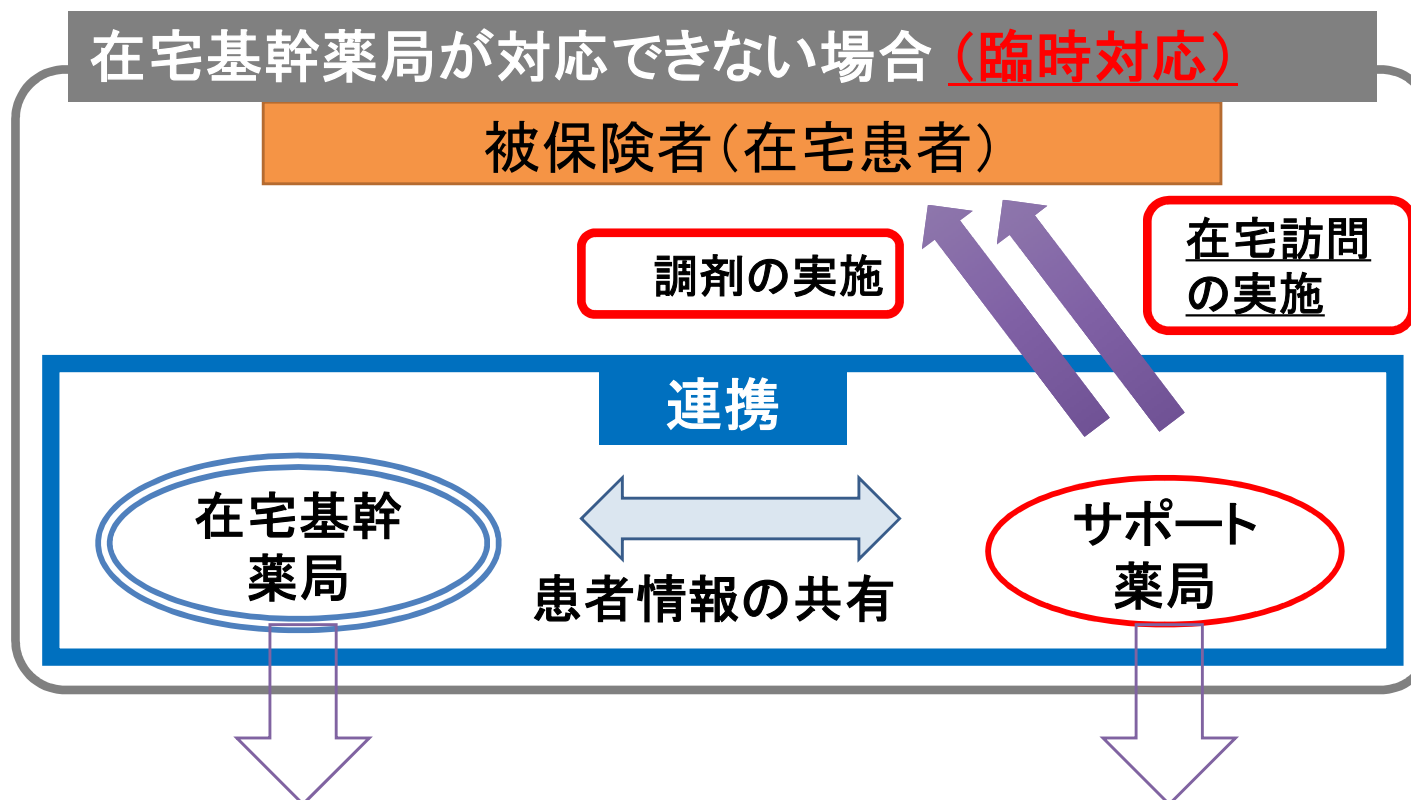 在宅基幹薬局が対応できない場合（臨時対応）
被保険者（在宅患者）
調剤の実施
在宅訪問
の実施
連携
在宅基幹
薬局
患者情報の共有
サポート
薬局